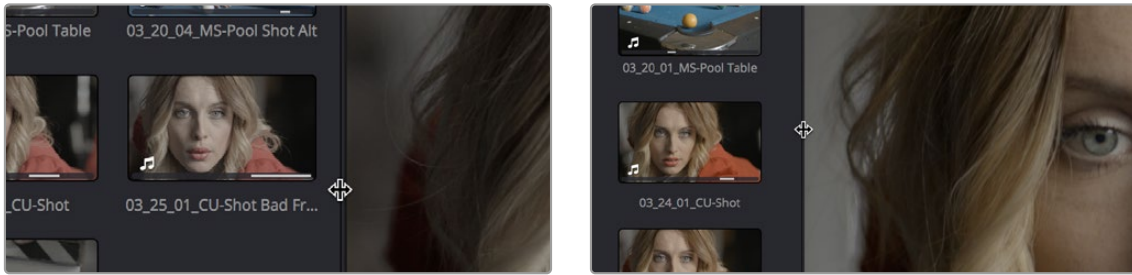 S-Pool Table
03_20_04_MS-Pool Shot Alt
_CU-Shot
03_25_01_CU-Shot Bad Fr...
03_20_01_MS-Pool Table
03_24_01_CU-Shot